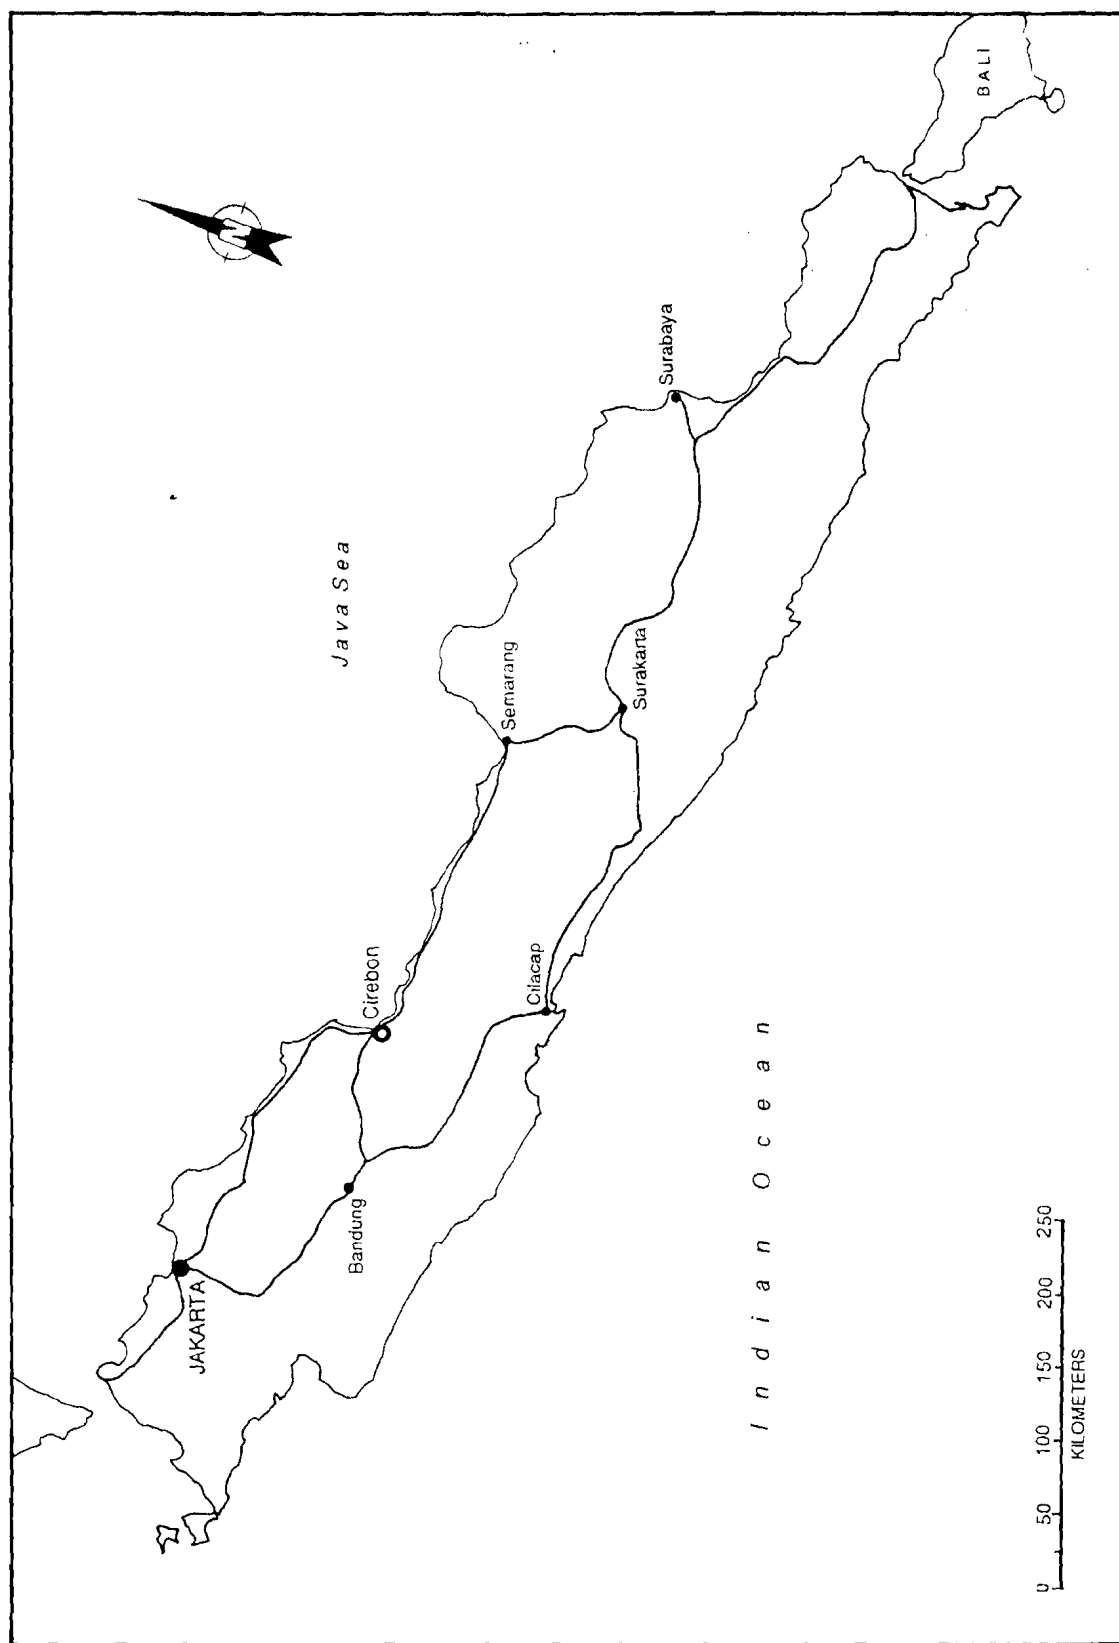 N
BALI
Surabaya
Java Sea
Semarang
Surakarta
Cirebon
Cilacap
JAKARTA
Bandung
Indian Ocean
0 50 100 150 200 250
KILOMETERS